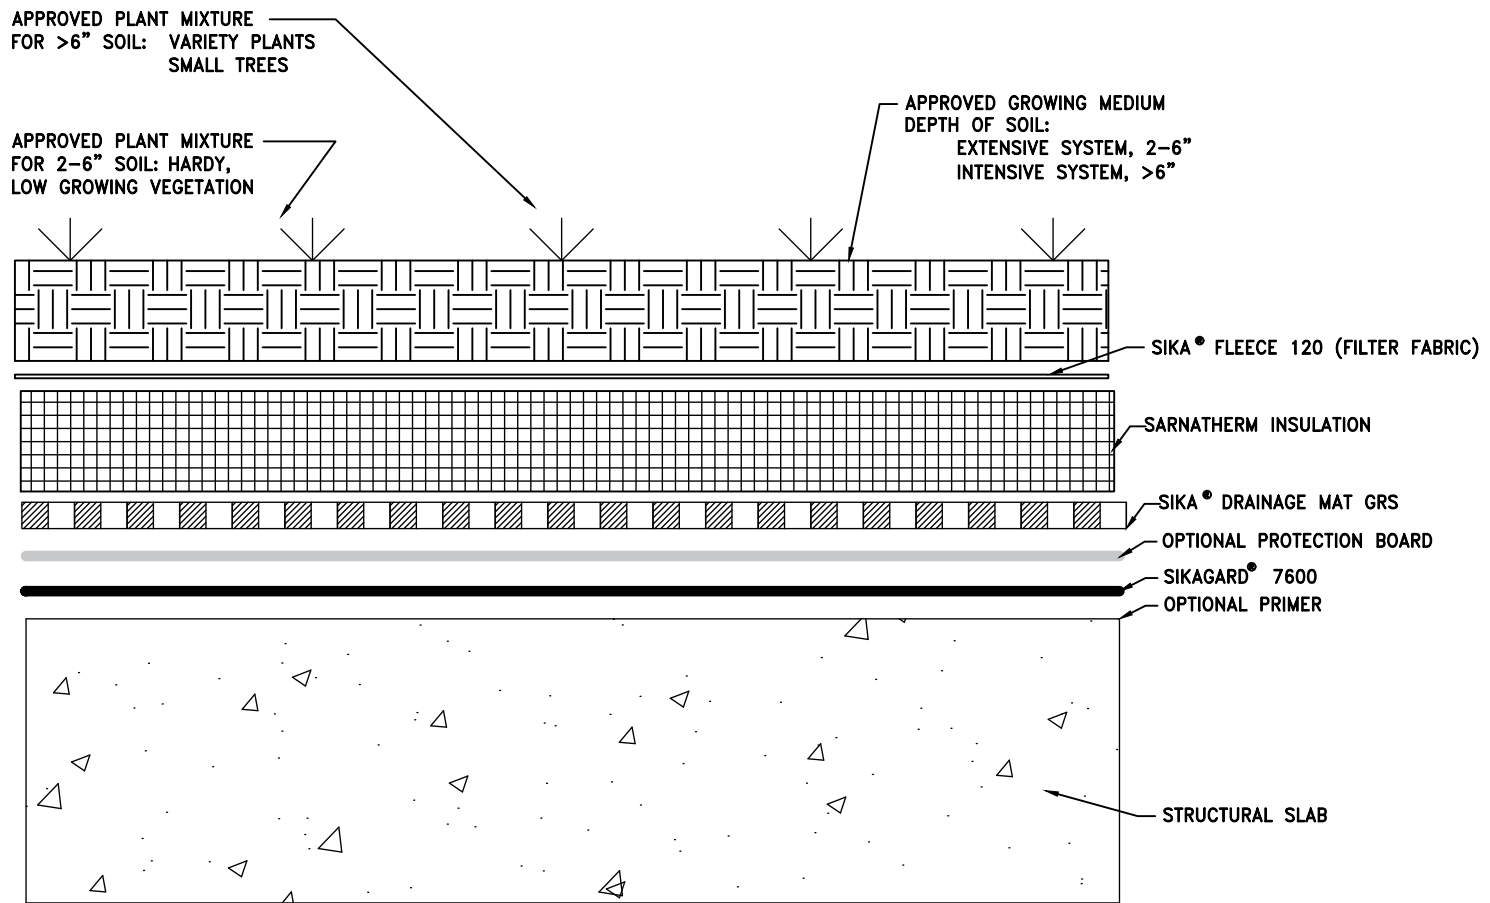 APPROVED PLANT MIXTURE
FOR >6” SOIL: VARIETY PLANTS
SMALL TREES
APPROVED PLANT MIXTURE
FOR 2-6” SOIL: HARDY,
LOW GROWING VEGETATION
APPROVED GROWING MEDIUM
DEPTH OF SOIL:
EXTENSIVE SYSTEM, 2-6”
INTENSIVE SYSTEM, >6”
SIKA® FLEECE 120 (FILTER FABRIC)
SARNATHERM INSULATION
SIKA® DRAINAGE MAT GRS
OPTIONAL PROTECTION BOARD
SIKAGARD® 7600
OPTIONAL PRIMER
STRUCTURAL SLAB